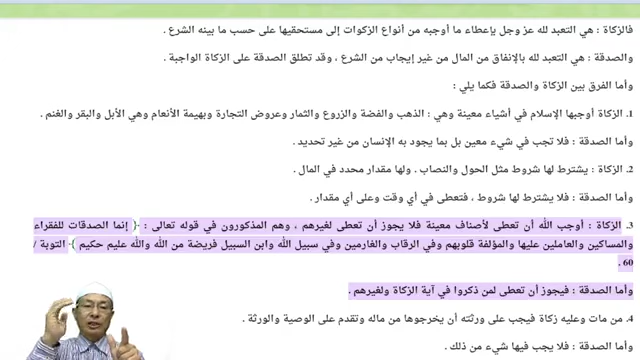 فالزكاة : هي التعبد لله عز وجل بإعطاء ما أوجبه من أنواع الزكوات إلى مستحقيها على حسب ما بينه الشرع .
والصدقة : هي التعبد لله بالإنفاق من المال من غير إيجاب من الشرع ، وقد تطلق الصدقة على الزكاة الواجبة .
وأما الفرق بين الزكاة والصدقة فكما يلي :
1. الزكاة أوجبها الإسلام في أشياء معينة وهي : الذهب والفضة والزروع والثمار وعروض التجارة وبهيمة الأنعام وهي الأبل والبقر والغنم .
وأما الصدقة : فلا تجب في شيء معين بل بما يجود به الإنسان من غير تحديد .
2. الزكاة : يشترط لها شروط مثل الحول والنصاب . ولها مقدار محدد في المال .
وأما الصدقة : فلا يشترط لها شروط ، فتعطى في أي وقت وعلى أي مقدار .
3. الزكاة : أوجب الله أن تعطى لأصناف معينة فلا يجوز أن تعطى لغيرهم ، وهم المذكورون في قوله تعالى : -{ إنما الصدقات للفقراء
والمساكين والعاملين عليها والمؤلفة قلوبهم وفي الرقاب والغارمين وفي سبيل الله وابن السبيل فريضة من الله والله عليم حكيم }- التوبة /
60 .
وأما الصدقة : فيجوز أن تعطى لمن ذكروا في آية الزكاة ولغيرهم .
4. من مات وعليه زكاة فيجب على ورثته أن يخرجوها من ماله وتقدم على الوصية والورثة .
وأما الصدقة : فلا يجب فيها شيء من ذلك .